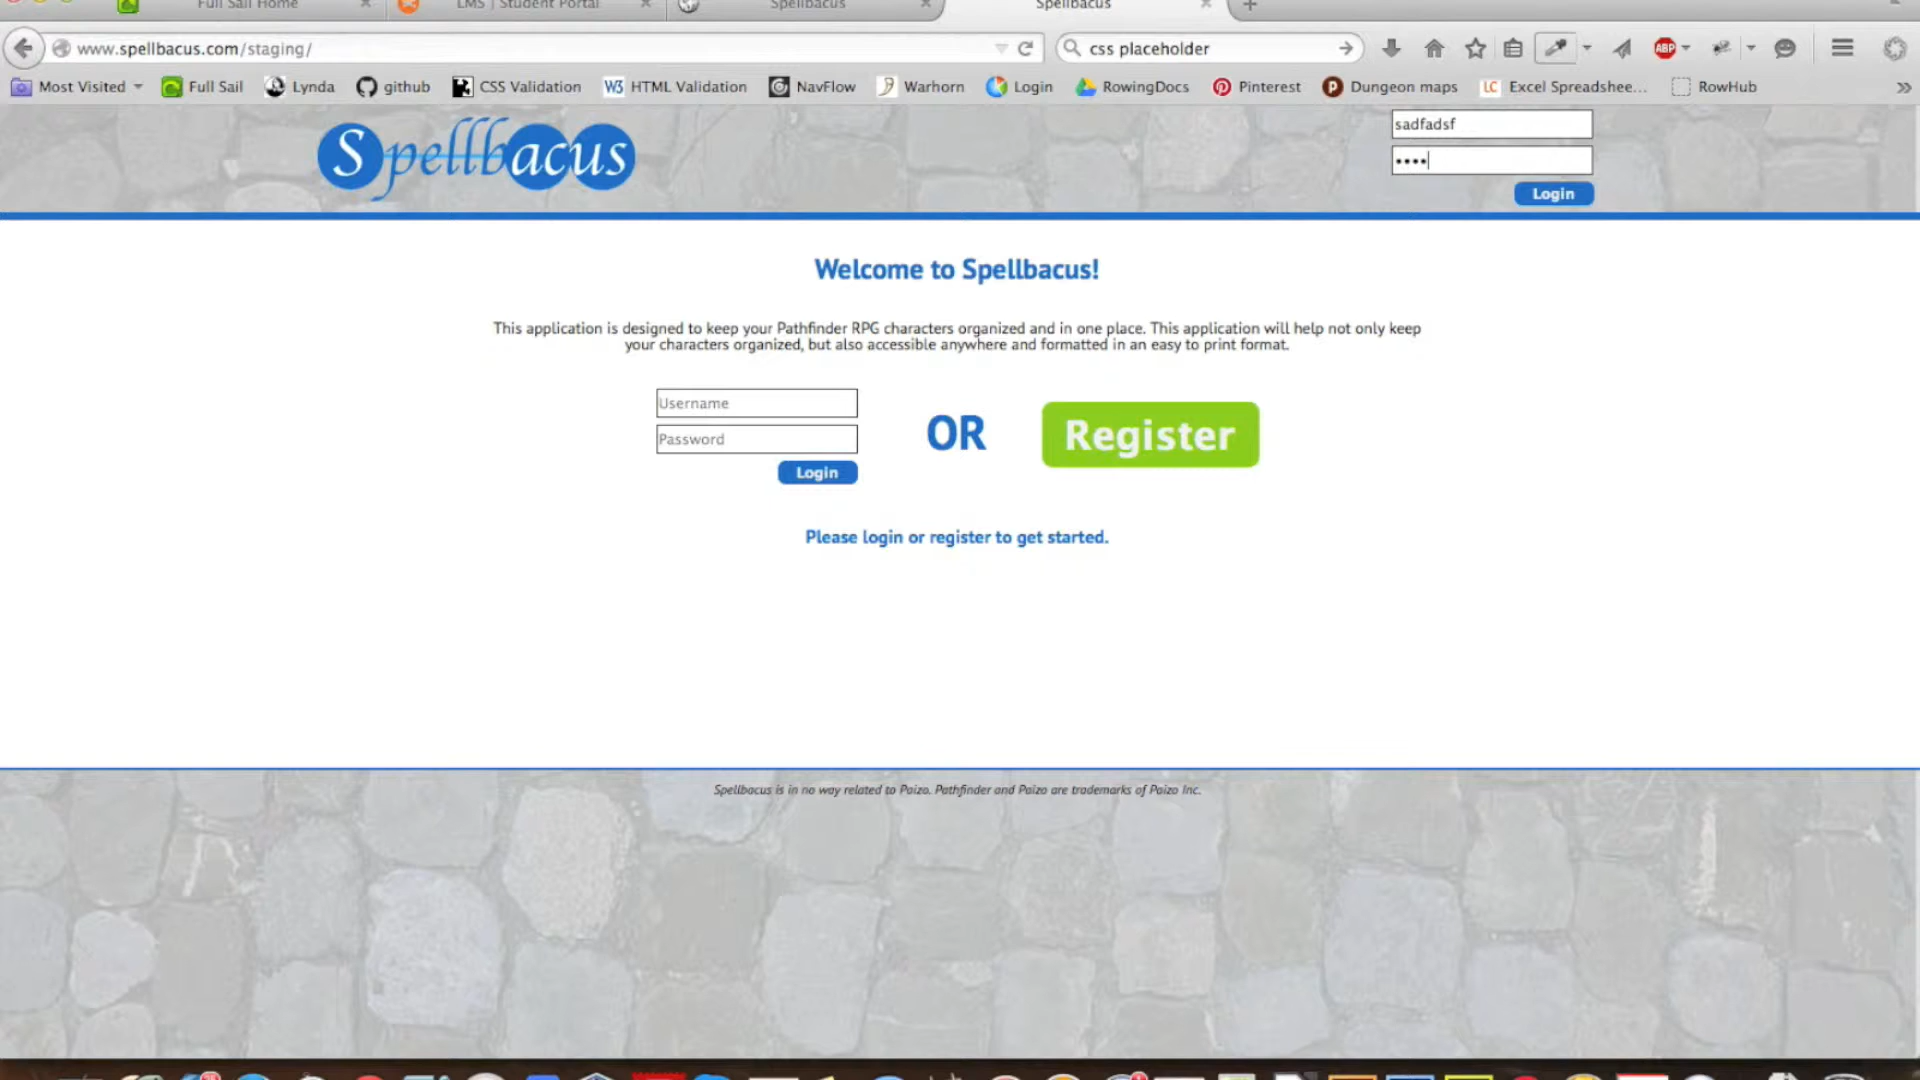 Full Sail Home
LMS | Student Portal
Spellbacus
Spellbacus
www.spellbacus.com/staging/
css placeholder
ABP
Most Visited
Full Sail
Lynda
github
CSS Validation
W3 HTML Validation
NavFlow
Warhorn
Login
RowingDocs
Pinterest
Dungeon maps
LC Excel Spreadshee...
RowHub
Spellbacus
sadfadsf
••••
Login
Welcome to Spellbacus!
This application is designed to keep your Pathfinder RPG characters organized and in one place. This application will help not only keep
your characters organized, but also accessible anywhere and formatted in an easy to print format.
Username
Password
Login
OR
Register
Please login or register to get started.
Spellbacus is in no way related to Paizo. Pathfinder and Paizo are trademarks of Paizo Inc.